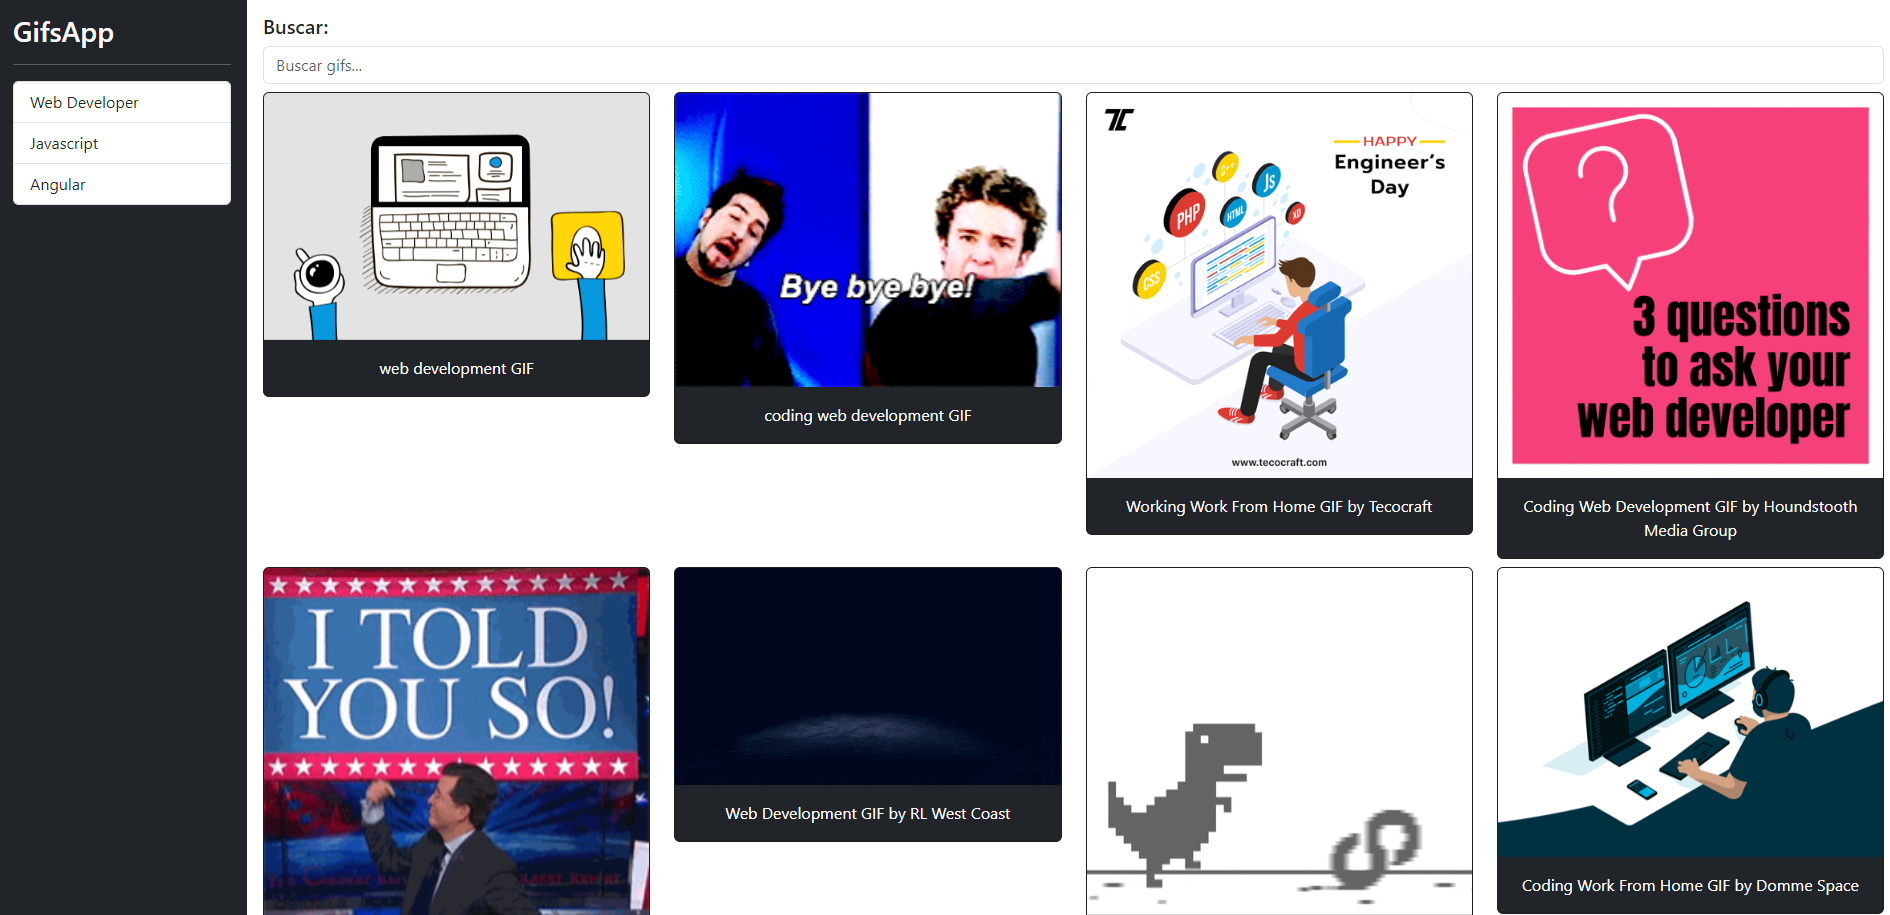 GifsApp
Web Developer
Javascript
Angular
Buscar:
Buscar gifs...
web development GIF
Bye bye bye!
coding web development GIF
TC
HAPPY
Engineer's
Day
C++
JS
PHP
HTML
XD
CSS
www.tecocraft.com
Working Work From Home GIF by Tecocraft
?
3 questions
to ask your
web developer
Coding Web Development GIF by Houndstooth
Media Group
I TOLD
YOU SO!
Web Development GIF by RL West Coast
Coding Work From Home GIF by Domme Space